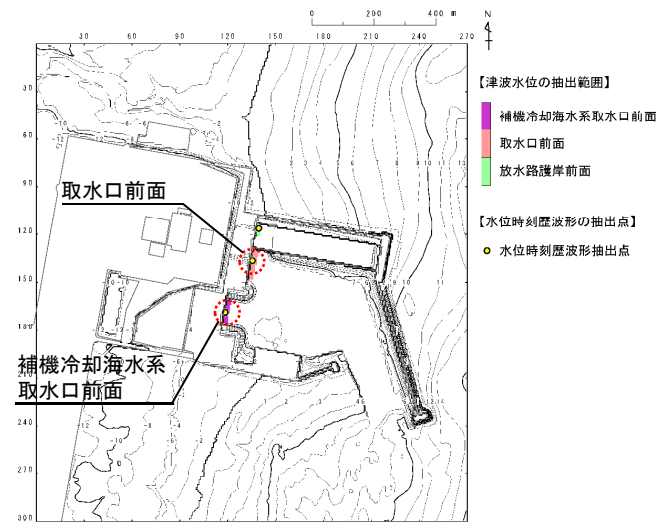 0 200 400 m
N
30 60 90 120 150 180 210 240 270
30
60
90
120
150
180
210
240
270
300
取水口前面
補機冷却海水系
取水口前面
【津波水位の抽出範囲】
補機冷却海水系取水口前面
取水口前面
放水路護岸前面
【水位時刻歴波形の抽出点】
水位時刻歴波形抽出点